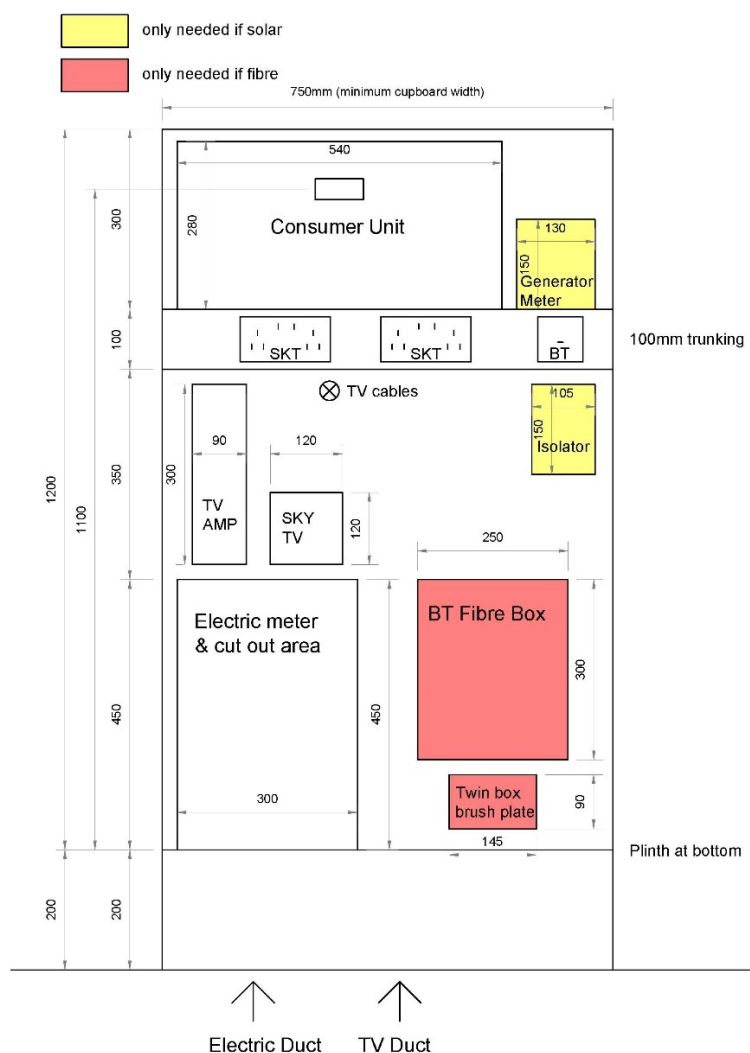 only needed if solar
only needed if fibre
750mm (minimum cupboard width)
540
300
280
Consumer Unit
130
150
Generator
Meter
100
SKT
SKT
BT
100mm trunking
TV cables
105
150
Isolator
90
120
300
350
1200
1100
TV
AMP
SKY
TV
120
250
Electric meter
& cut out area
BT Fibre Box
300
450
450
300
Twin box
brush plate
90
145
Plinth at bottom
200
200
Electric Duct
TV Duct